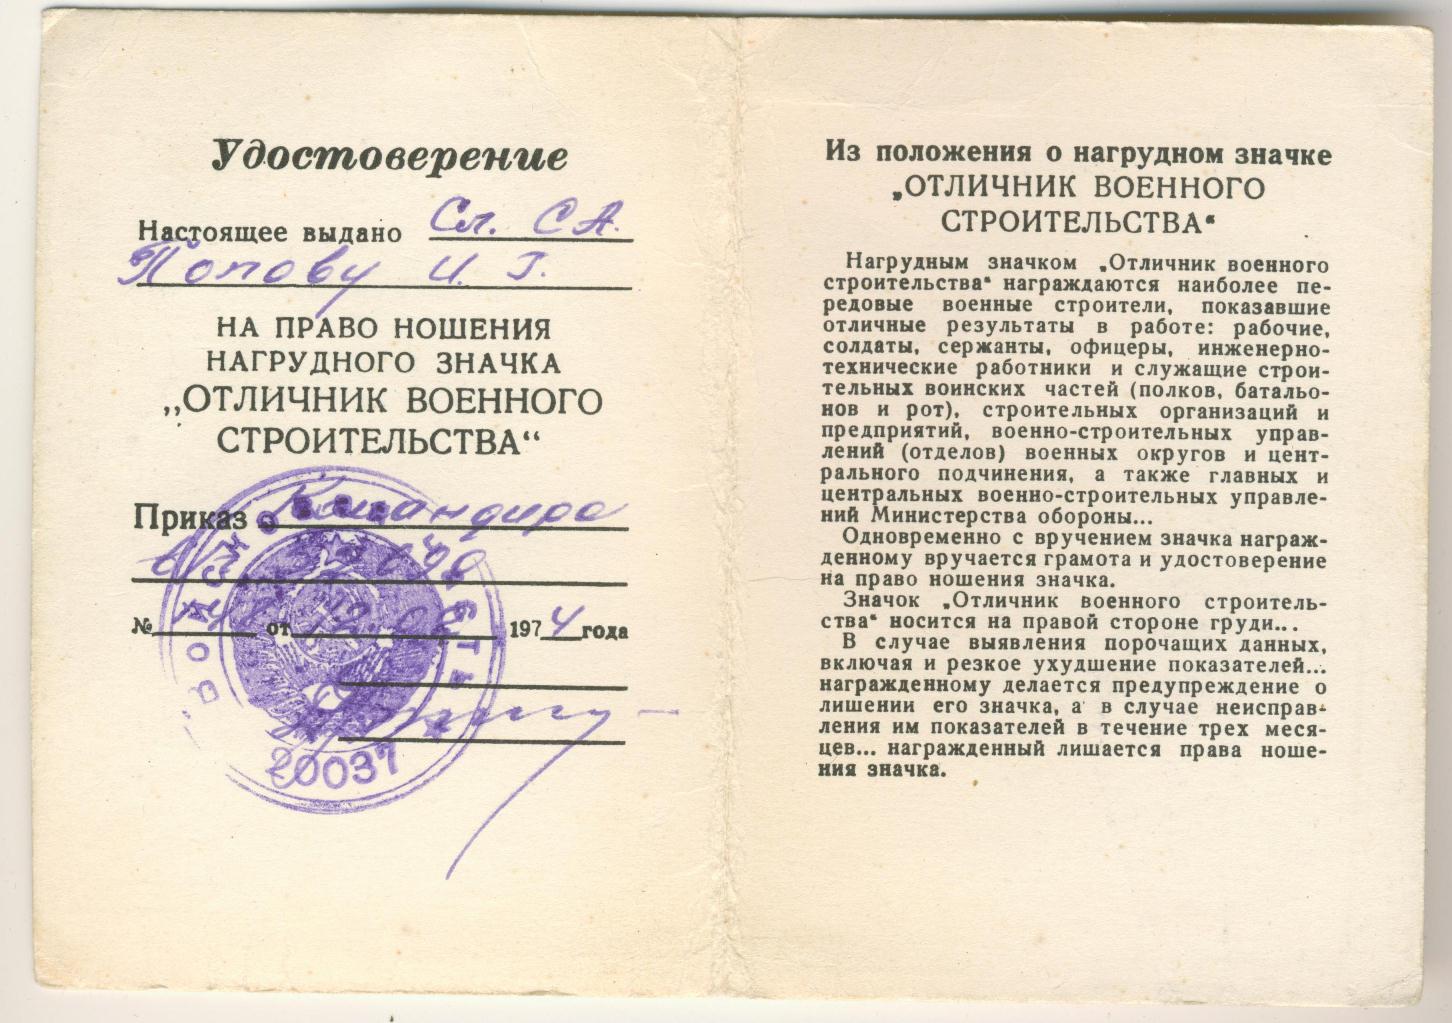 Удостоверение
Настоящее выдано Сл. СА.
Попову И. Г.
НА ПРАВО НОШЕНИЯ
НАГРУДНОГО ЗНАЧКА
„ОТЛИЧНИК ВОЕННОГО
СТРОИТЕЛЬСТВА“
Приказ Командира
№ от 1974 года
20037
Из положения о нагрудном значке
„ОТЛИЧНИК ВОЕННОГО
СТРОИТЕЛЬСТВА“
Нагрудным значком „Отличник военного
строительства“ награждаются наиболее пе-
редовые военные строители, показавшие
отличные результаты в работе: рабочие,
солдаты, сержанты, офицеры, инженерно-
технические работники и служащие строи-
тельных воинских частей (полков, батальо-
нов и рот), строительных организаций и
предприятий, военно-строительных управ-
лений (отделов) военных округов и цент-
рального подчинения, а также главных и
центральных военно-строительных управле-
ний Министерства обороны...
Одновременно с вручением значка награж-
денному вручается грамота и удостоверение
на право ношения значка.
Значок „Отличник военного строитель-
ства“ носится на правой стороне груди...
В случае выявления порочащих данных,
включая и резкое ухудшение показателей...
награжденному делается предупреждение о
лишении его значка, а в случае неисправ-
ления им показателей в течение трех меся-
цев... награжденный лишается права ноше-
ния значка.